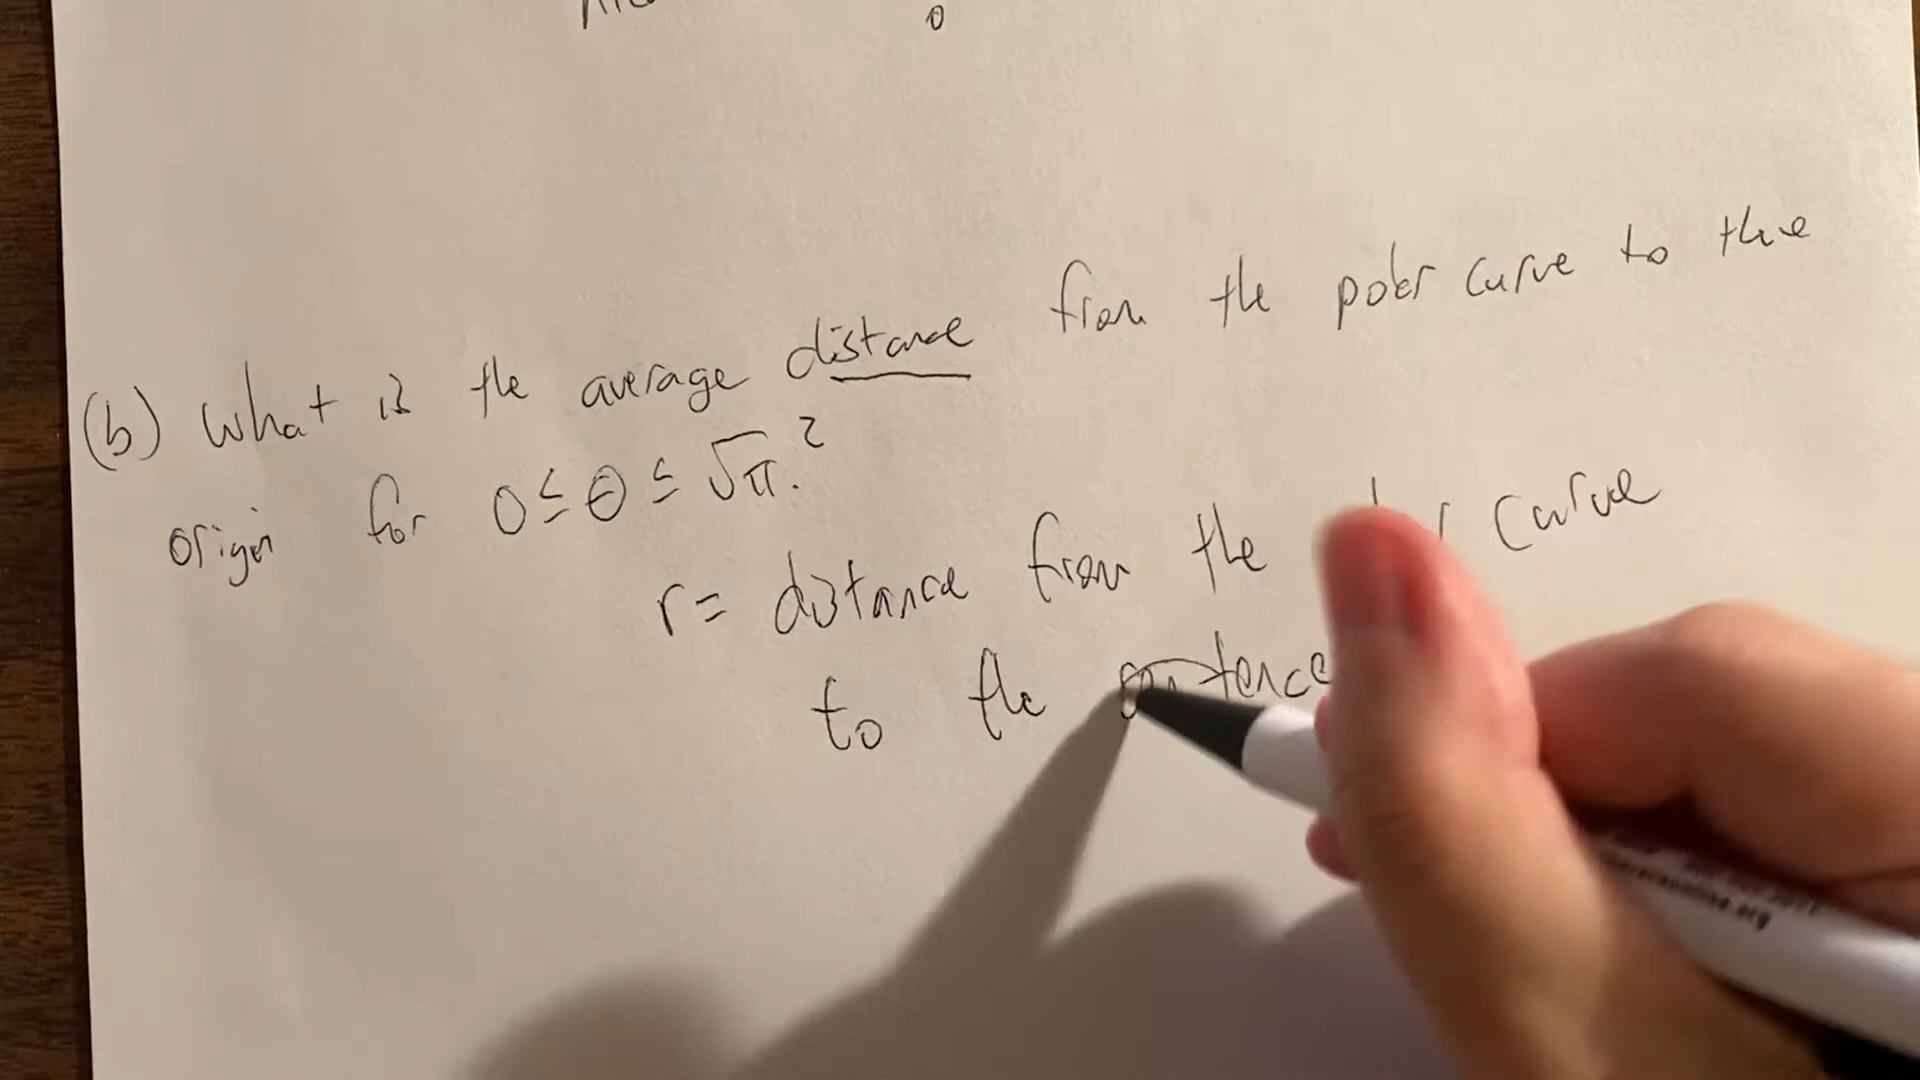 0
(b) What is the average distance from the polar curve to the
origin for 0 ≤ θ ≤ √π.?
r = distance from the curve
to the